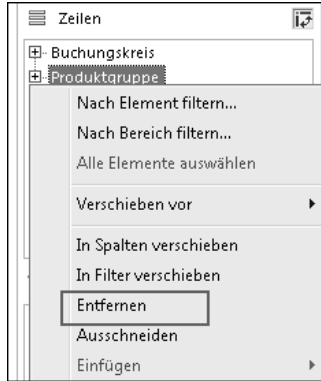 Zeilen
Buchungskreis
Produktgruppe
Nach Element filtern...
Nach Bereich filtern...
Alle Elemente auswählen
Verschieben vor
In Spalten verschieben
In Filter verschieben
Entfernen
Ausschneiden
Einfügen